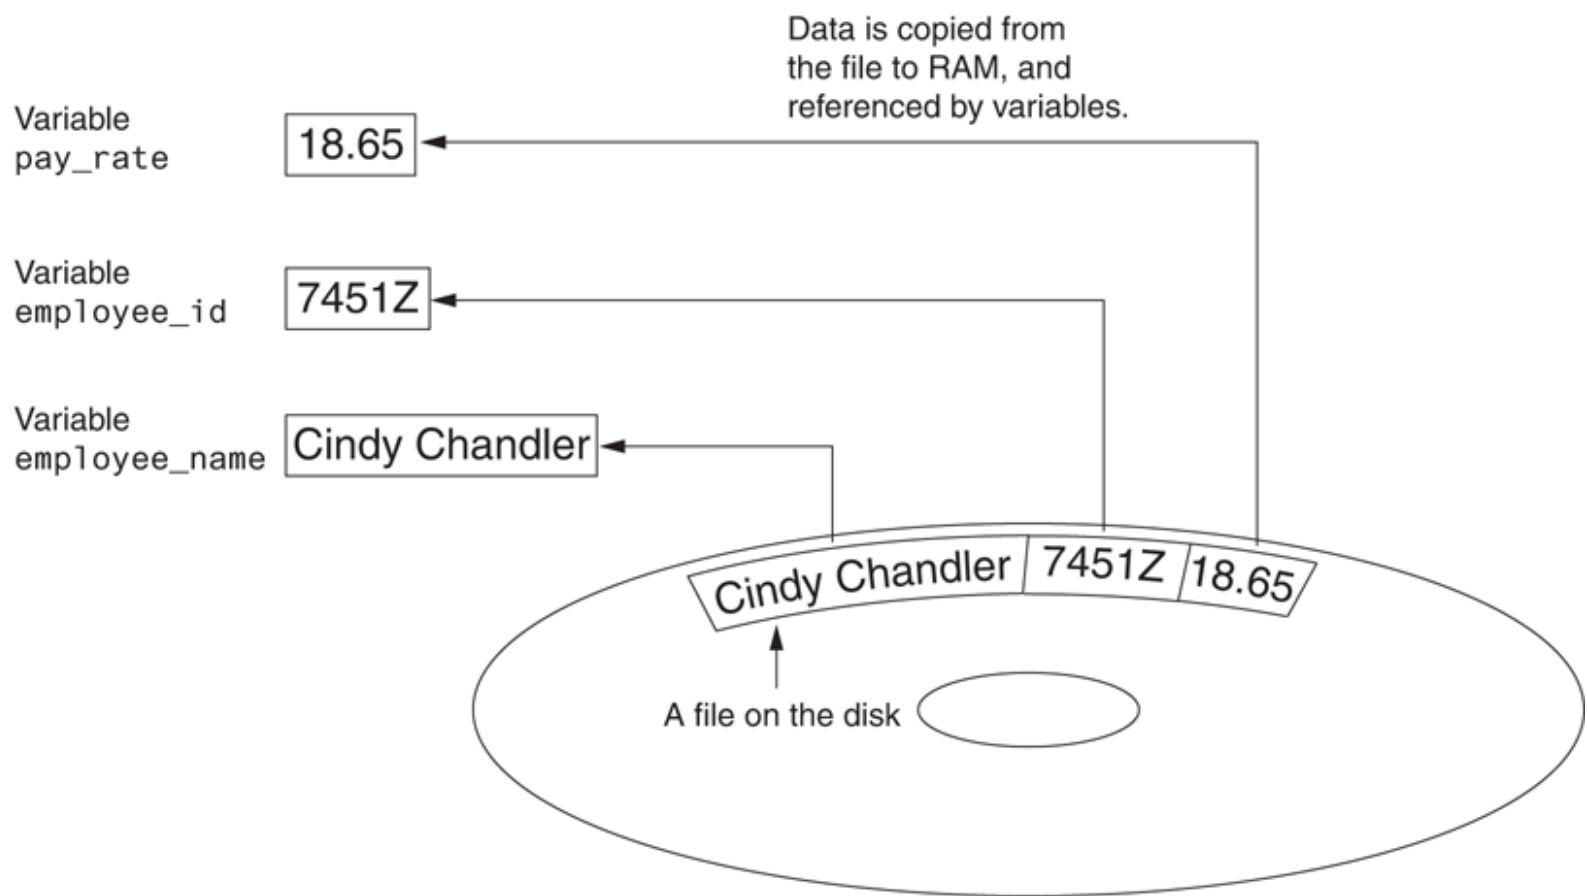 Data is copied from
the file to RAM, and
referenced by variables.
Variable
pay_rate
18.65
Variable
employee_id
7451Z
Variable
employee_name
Cindy Chandler
Cindy Chandler
7451Z
18.65
A file on the disk